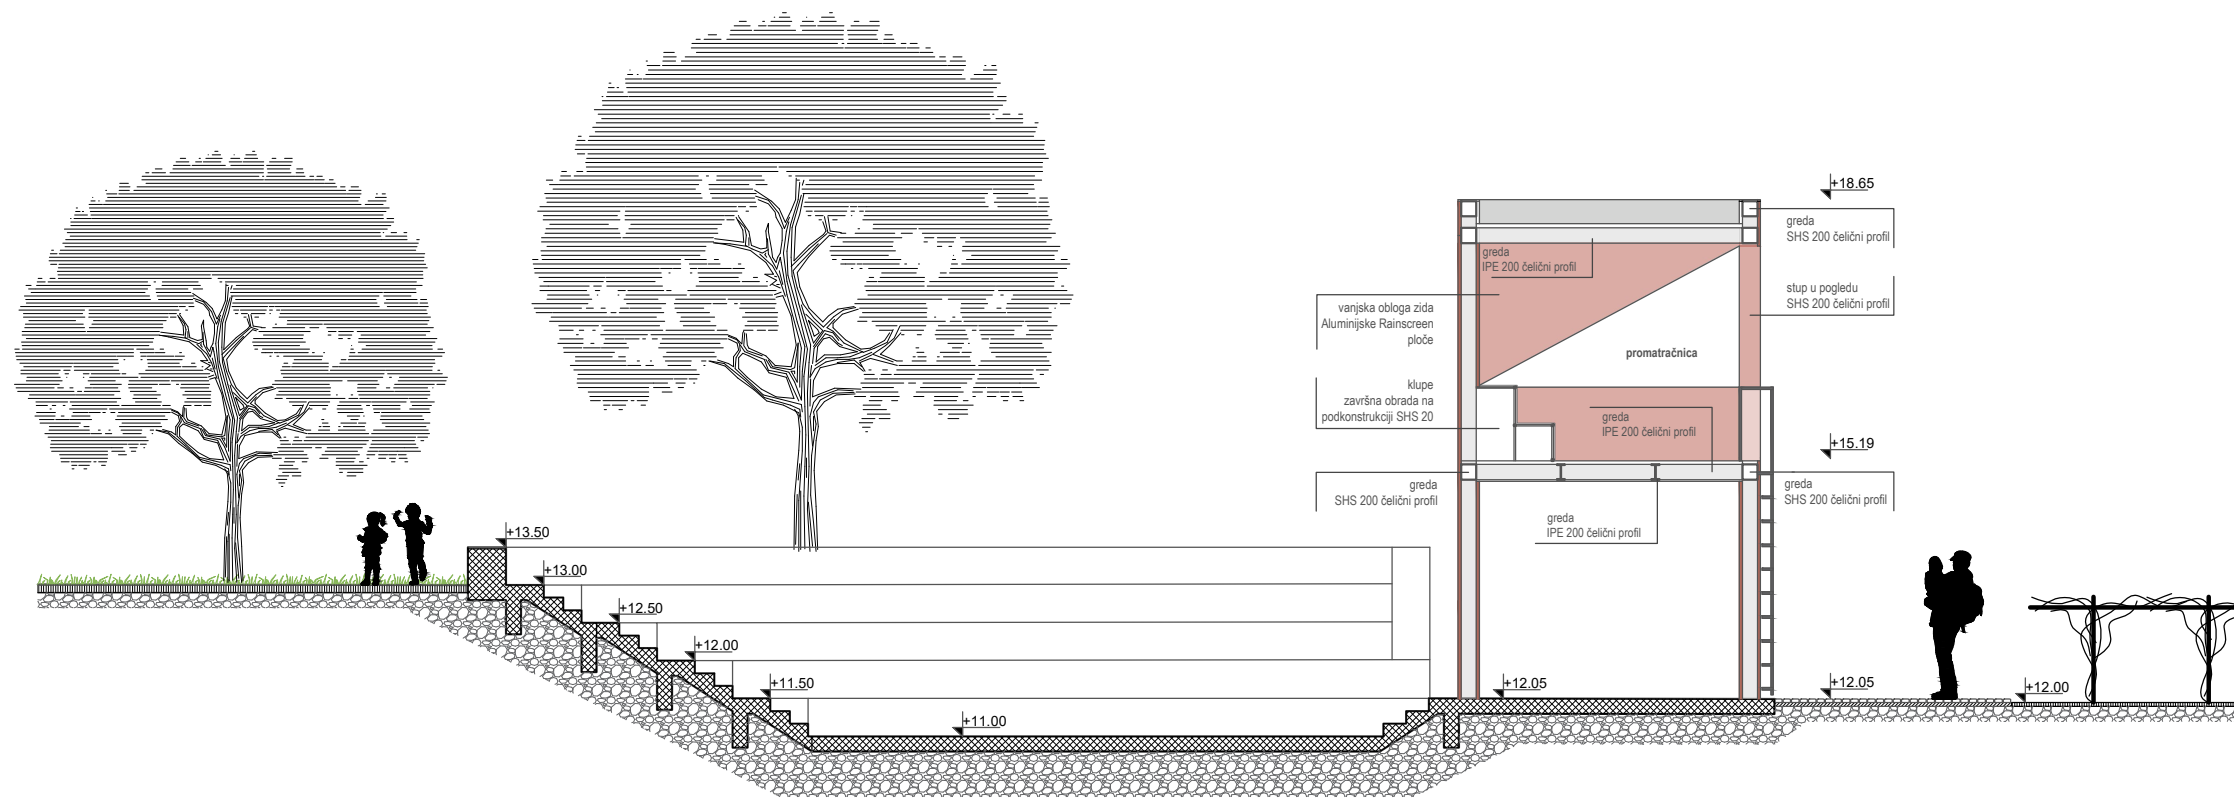 +18.65
greda
SHS 200 čelični profil
greda
IPE 200 čelični profil
stup u pogledu
SHS 200 čelični profil
vanjska obloga zida
Aluminijske Rainscreen
ploče
promatračnica
klupe
završna obrada na
podkonstrukciji SHS 20
greda
IPE 200 čelični profil
+15.19
greda
SHS 200 čelični profil
greda
SHS 200 čelični profil
greda
IPE 200 čelični profil
+13.50
+13.00
+12.50
+12.00
+11.50
+11.00
+12.05
+12.05
+12.00